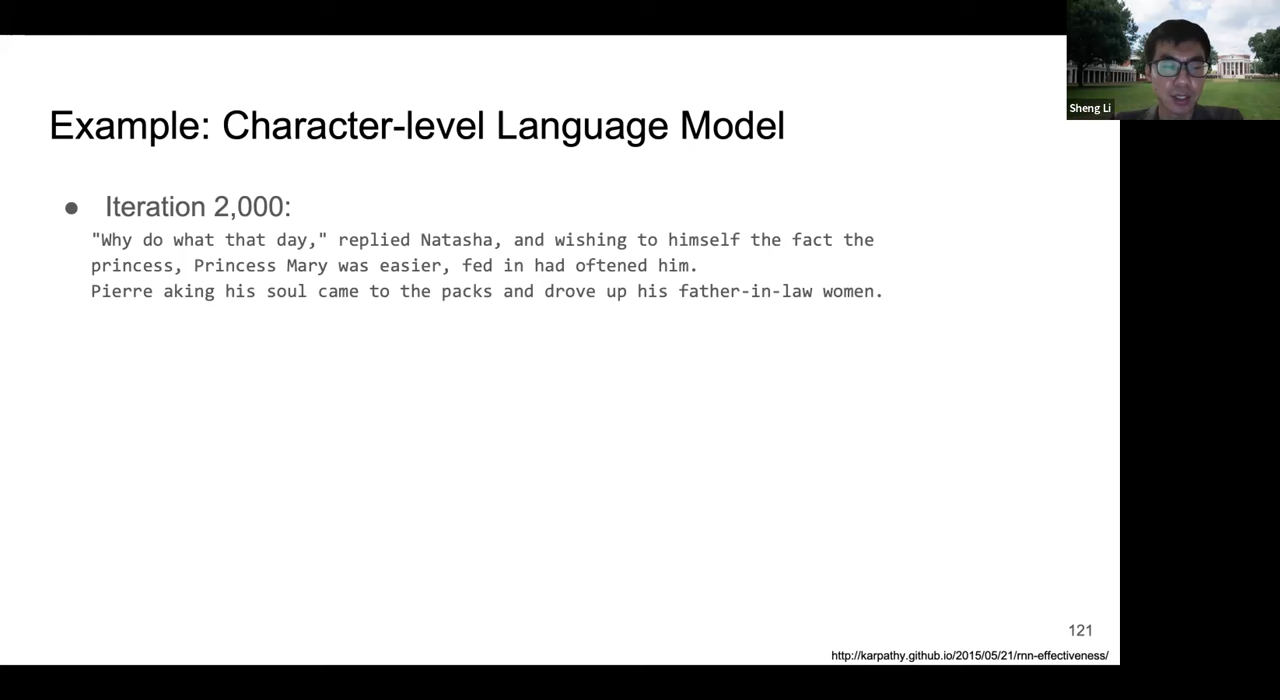 Sheng Li
Example: Character-level Language Model
● Iteration 2,000:
"Why do what that day," replied Natasha, and wishing to himself the fact the
princess, Princess Mary was easier, fed in had oftened him.
Pierre aking his soul came to the packs and drove up his father-in-law women.
121
http://karpathy.github.io/2015/05/21/rnn-effectiveness/